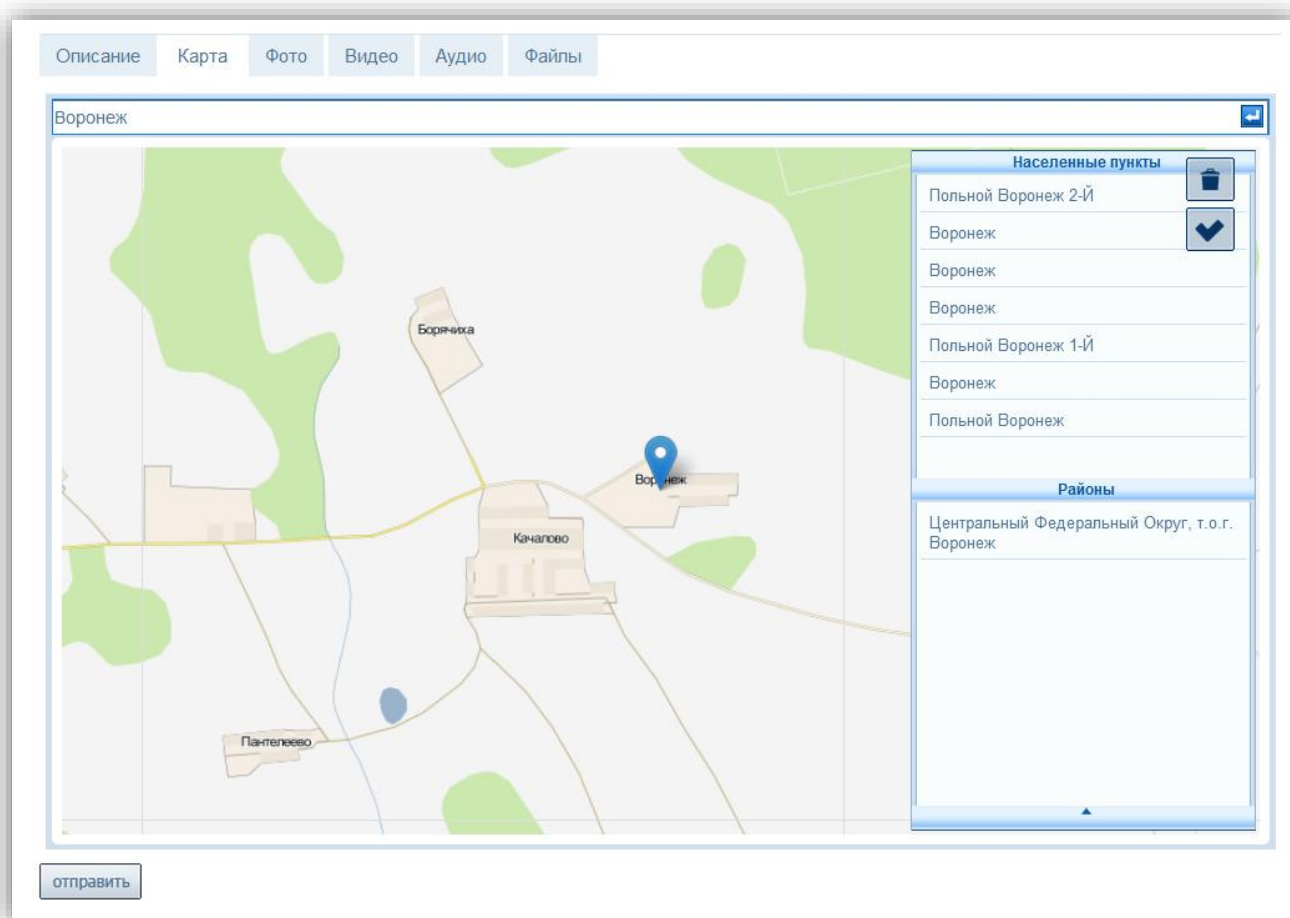 Описание Карта Фото Видео Аудио Файлы
Воронеж
Населенные пункты
Польной Воронеж 2-Й
Воронеж
Воронеж
Воронеж
Польной Воронеж 1-Й
Воронеж
Польной Воронеж
Районы
Центральный Федеральный Округ, т.о.г.
Воронеж
Борячиха
Воронеж
Качалово
Пантелеево
отправить